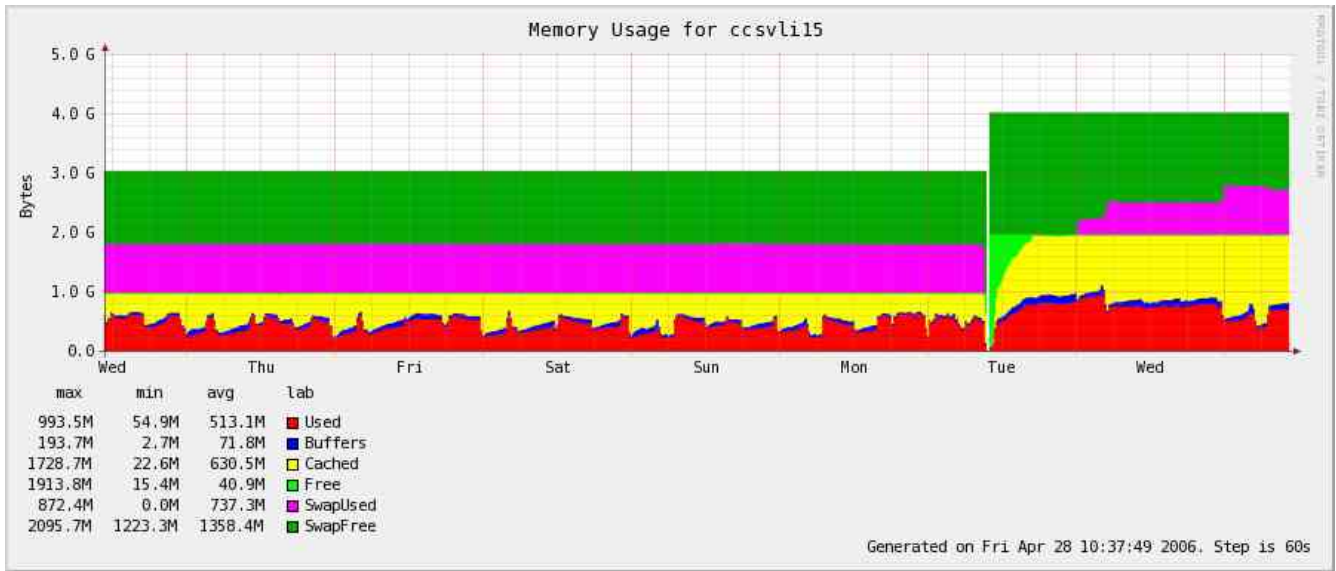 Memory Usage for ccsvli15
RRDTOOL / TOBI OETIKER
Bytes
5.0 G
4.0 G
3.0 G
2.0 G
1.0 G
0.0
Wed Thu Fri Sat Sun Mon Tue Wed
max min avg lab
993.5M 54.9M 513.1M Used
193.7M 2.7M 71.8M Buffers
1728.7M 22.6M 630.5M Cached
1913.8M 15.4M 40.9M Free
872.4M 0.0M 737.3M SwapUsed
2095.7M 1223.3M 1358.4M SwapFree
Generated on Fri Apr 28 10:37:49 2006. Step is 60s